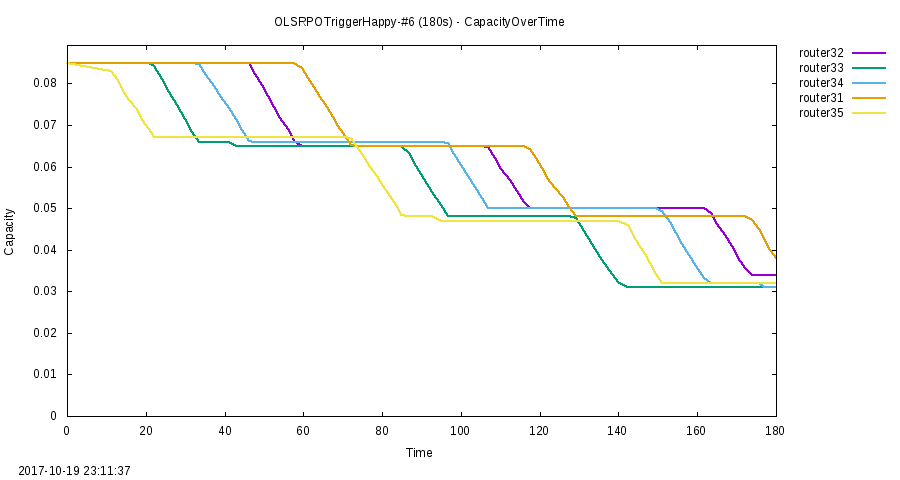 OLSRPOTriggerHappy-#6 (180s) - CapacityOverTime
router32
router33
router34
router31
router35
0.08
0.07
0.06
0.05
0.04
0.03
0.02
0.01
0
Capacity
0 20 40 60 80 100 120 140 160 180
Time
2017-10-19 23:11:37